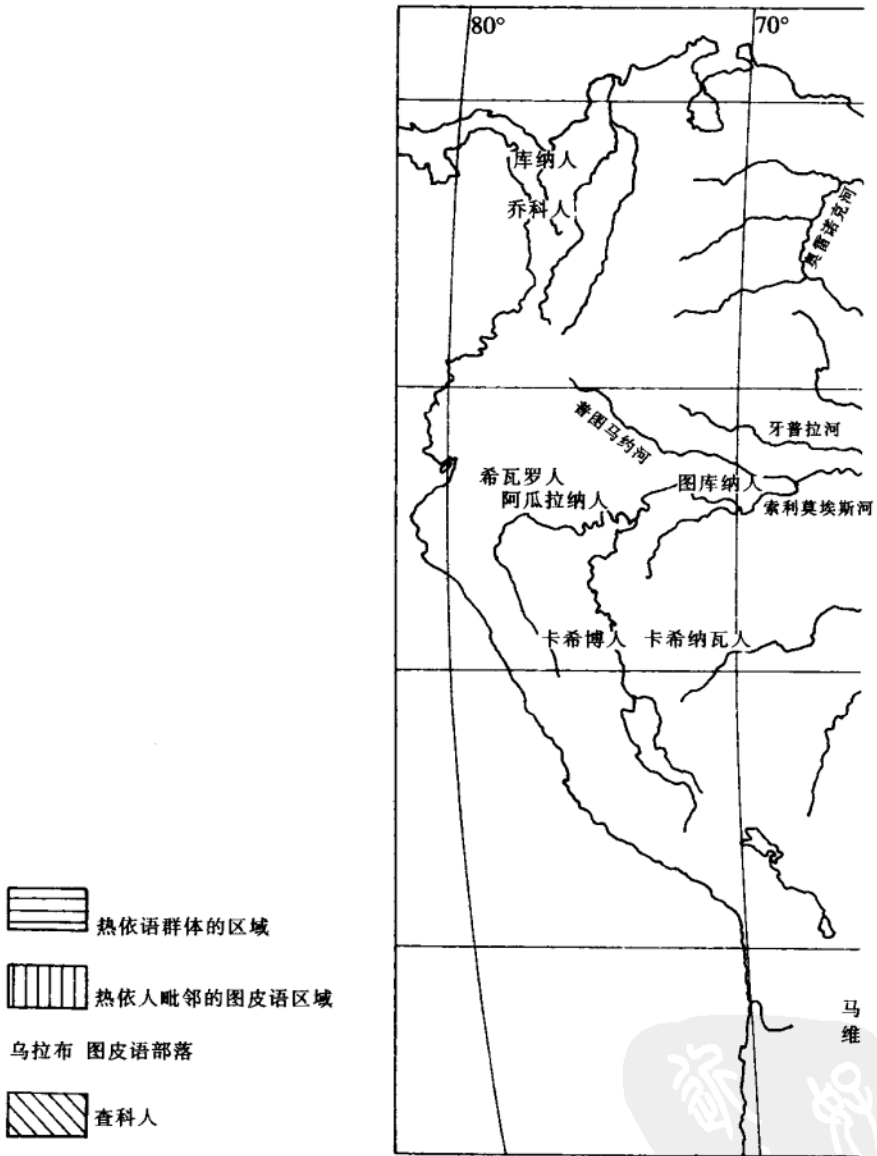 80°
70°
库纳人
乔科人
奥雷诺克河
普图马约河
牙普拉河
希瓦罗人
图库纳人
阿瓜拉纳人
索利莫埃斯河
卡希博人
卡希纳瓦人
热依语群体的区域
热依人毗邻的图皮语区域
乌拉布 图皮语部落
查科人
马
维